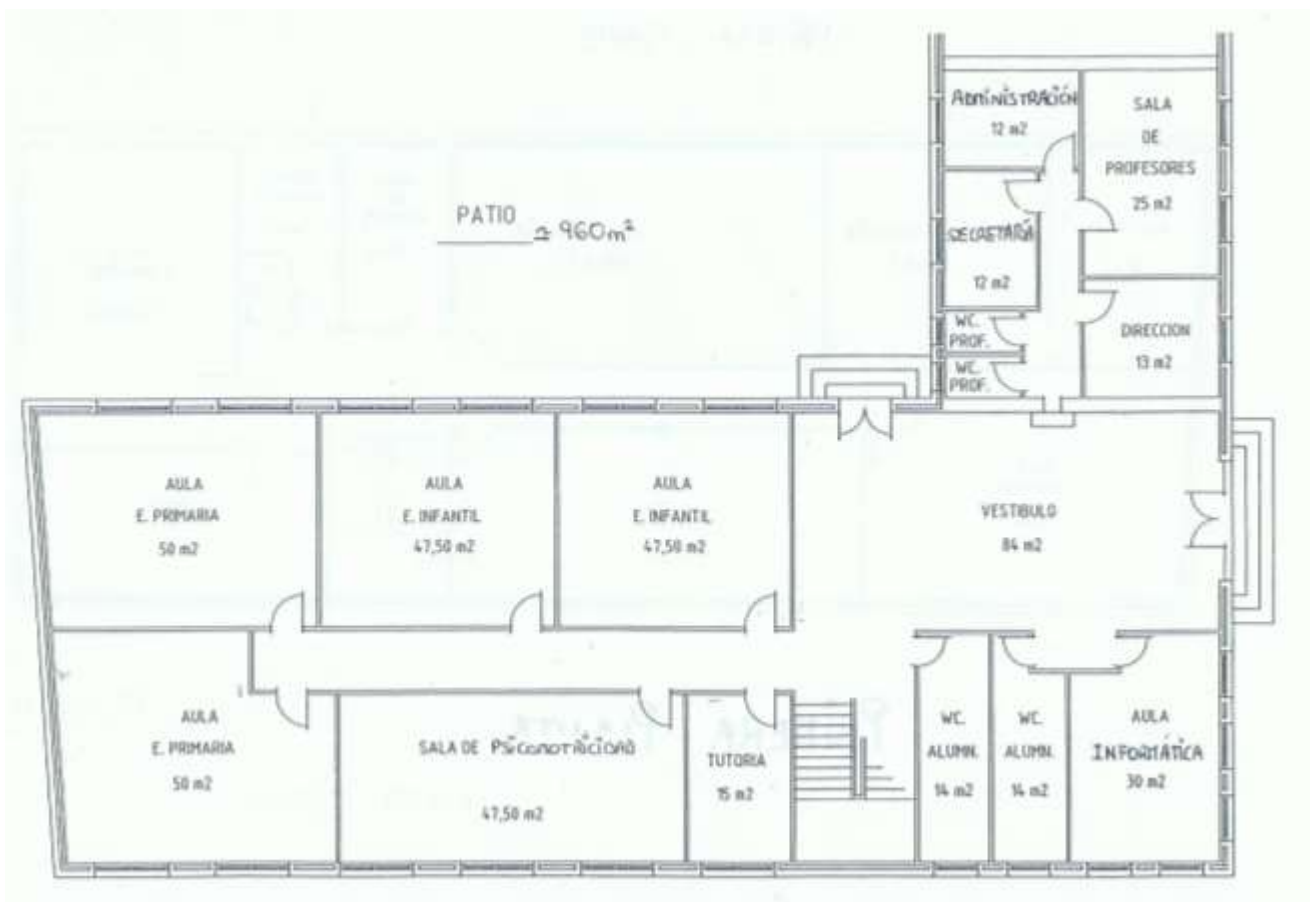 ADMINISTRACIÓN
12 m2
SALA
DE
PROFESORES
25 m2
PATIO
≃ 960 m²
SECRETARÍA
12 m2
WC.
PROF.
WC.
PROF.
DIRECCION
13 m2
AULA
E. PRIMARIA
50 m2
AULA
E. INFANTIL
47,50 m2
AULA
E. INFANTIL
47,50 m2
VESTIBULO
84 m2
AULA
E. PRIMARIA
50 m2
SALA DE PSICOMOTRICIDAD
47,50 m2
TUTORIA
15 m2
WC.
ALUMN.
14 m2
WC.
ALUMN.
14 m2
AULA
INFORMÁTICA
30 m2